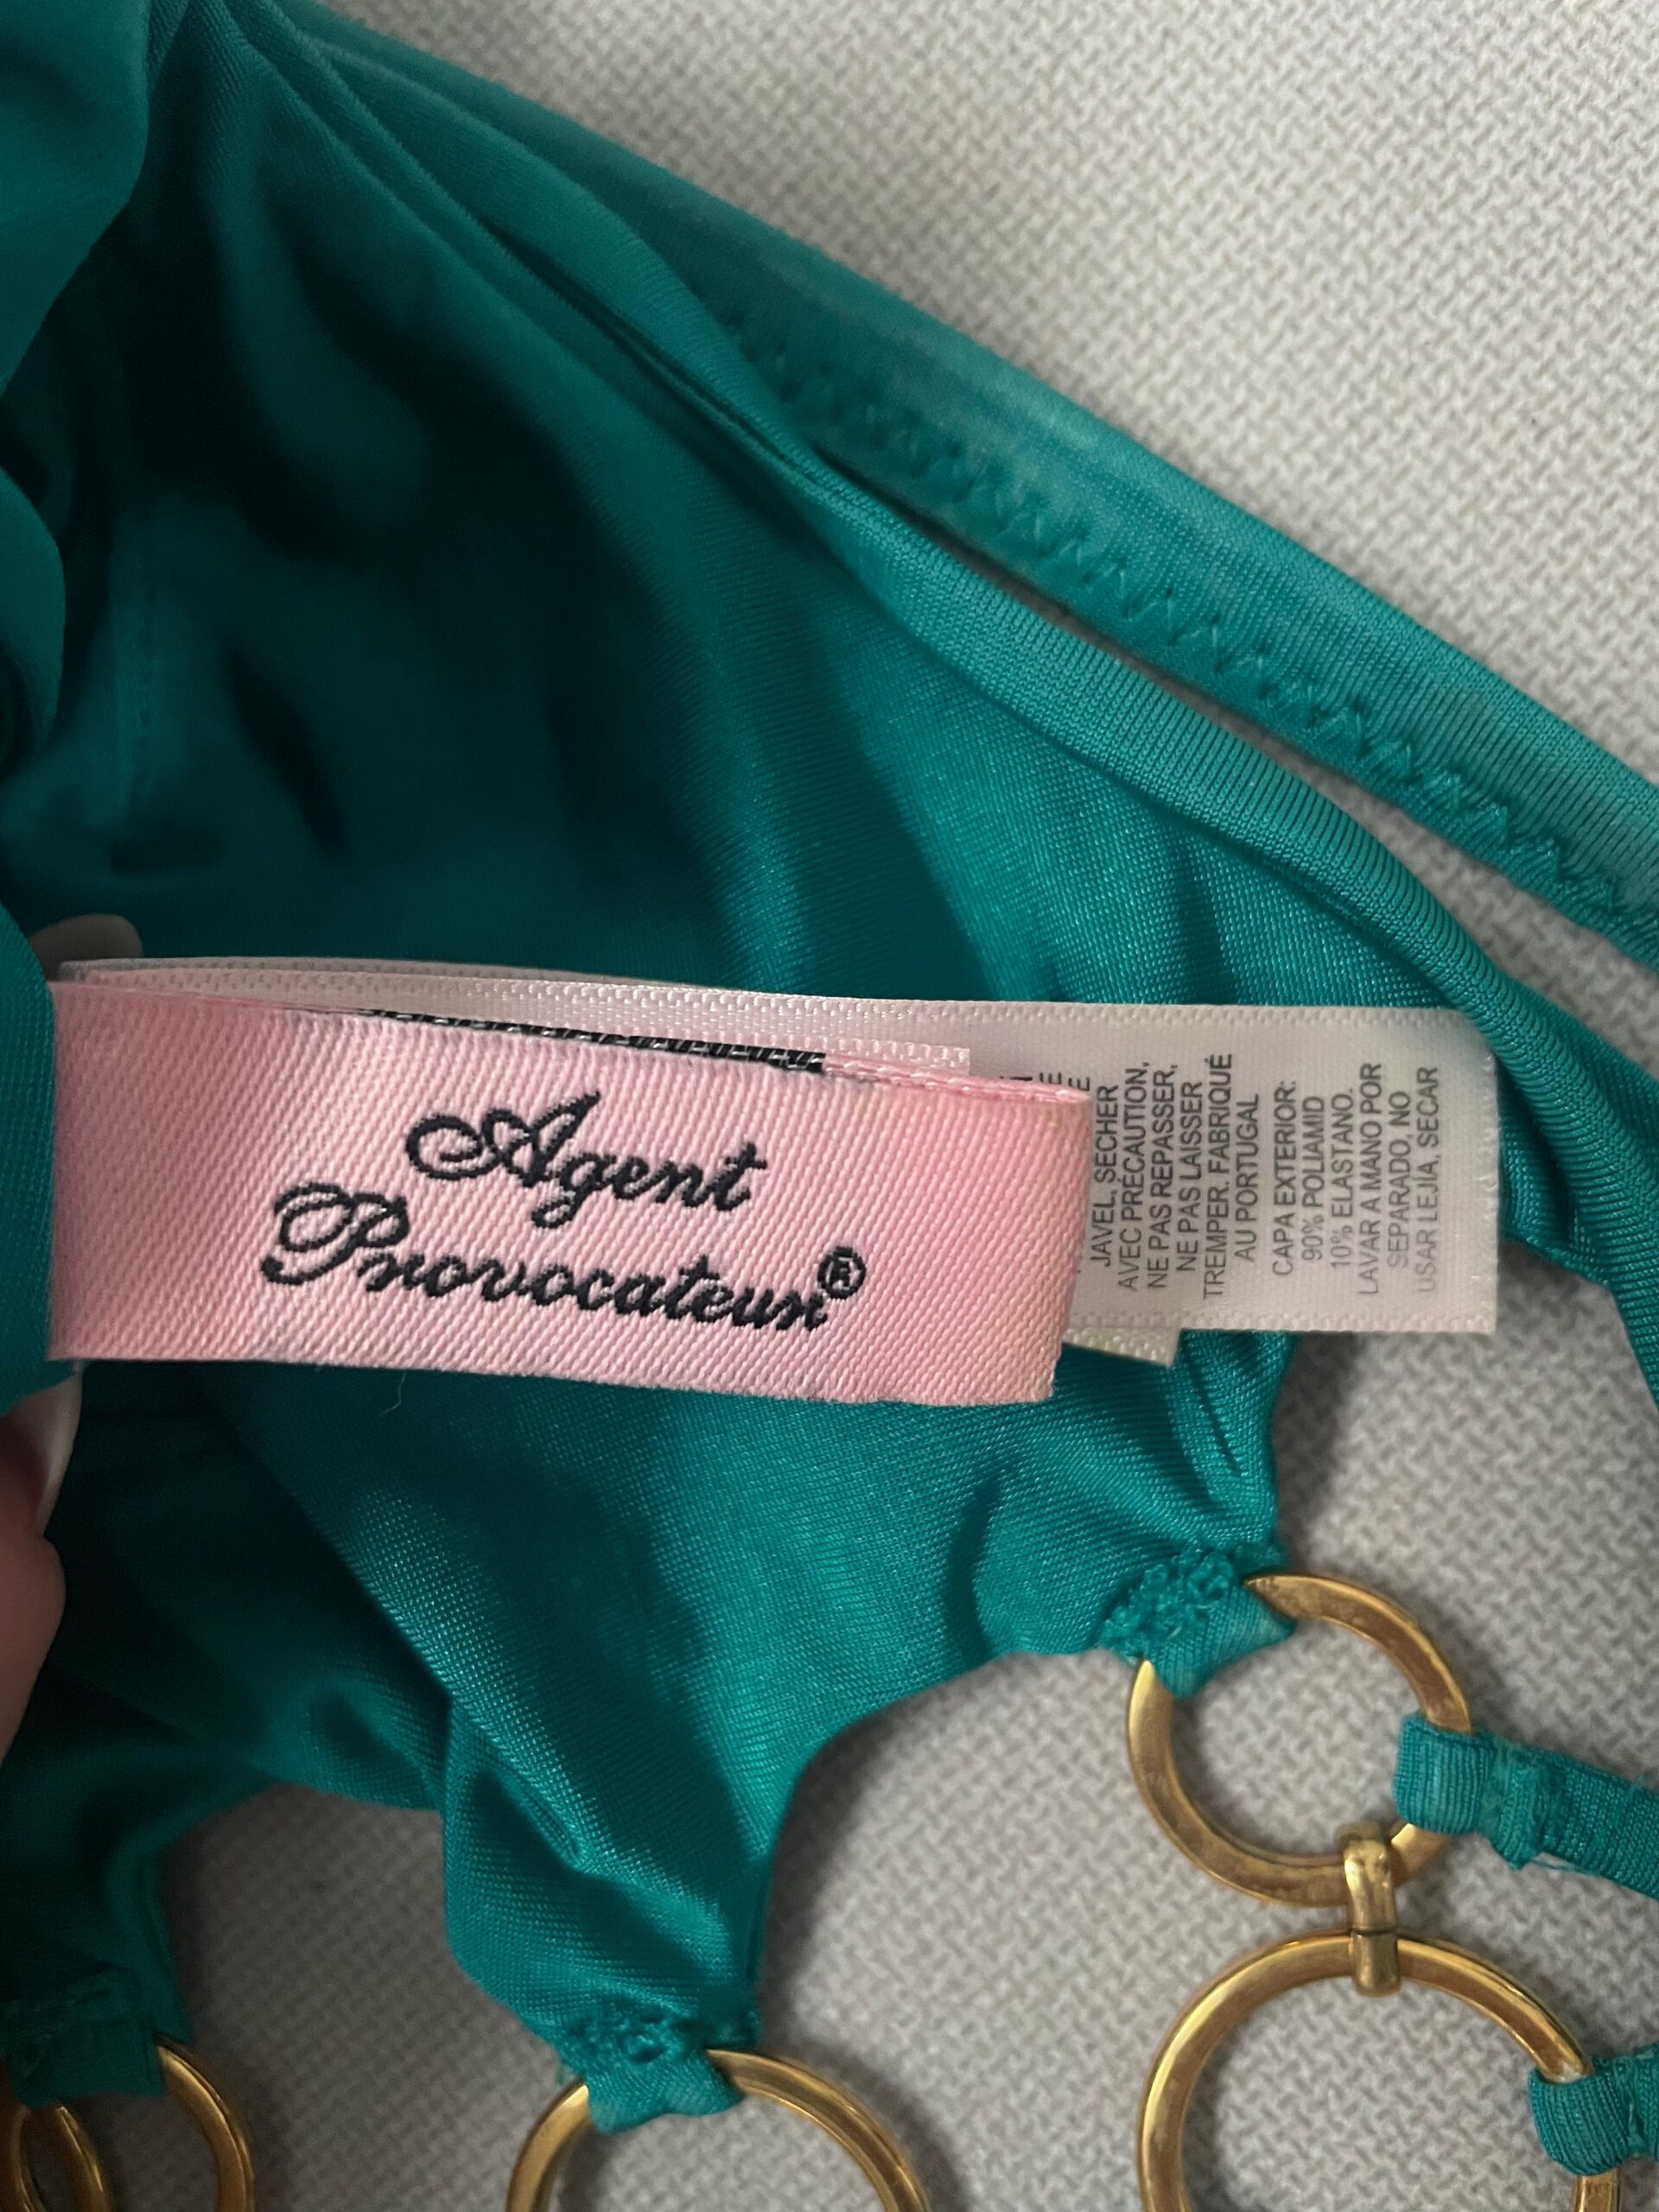 Agent
Provocateur®
JAVEL, SECHER
AVEC PRÉCAUTION,
NE PAS REPASSER,
NE PAS LAISSER
TREMPER. FABRIQUÉ
AU PORTUGAL
CAPA EXTERIOR:
90% POLIAMID
10% ELASTANO.
LAVAR A MANO POR
SEPARADO, NO
USAR LEJÍA, SECAR